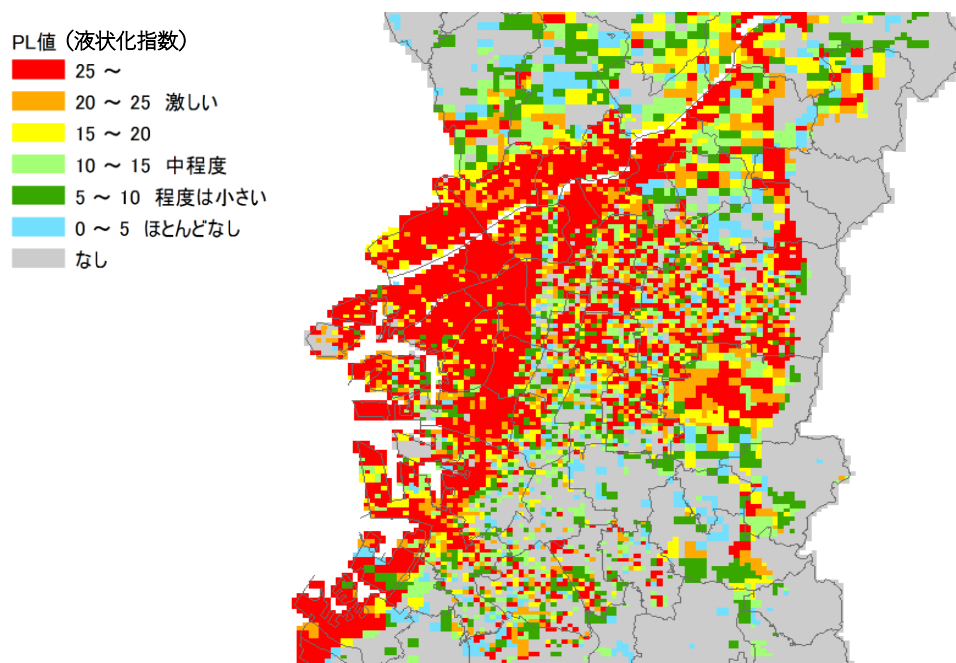 PL値 (液状化指数)
25 ～
20 ～ 25 激しい
15 ～ 20
10 ～ 15 中程度
5 ～ 10 程度は小さい
0 ～ 5 ほとんどなし
なし